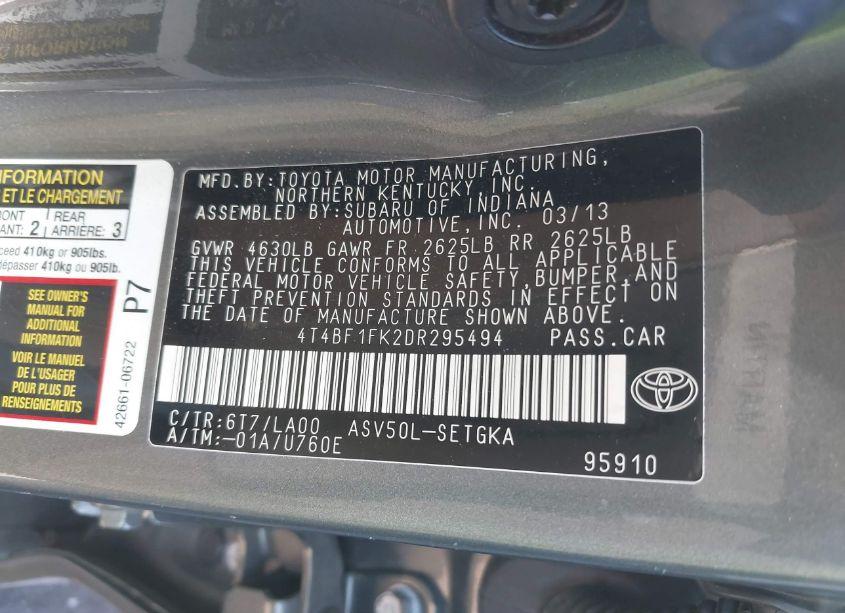 INFORMATION
ET LE CHARGEMENT
REAR
2 ARRIÈRE: 3
410kg or 905lbs.
dépasser 410kg ou 905lb.
SEE OWNER'S
MANUAL FOR
ADDITIONAL
INFORMATION
VOIR LE MANUEL
DE L'USAGER
POUR PLUS DE
RENSEIGNEMENTS
P7
42661-06722
MFD.BY:TOYOTA MOTOR MANUFACTURING,
NORTHERN KENTUCKY, INC.
ASSEMBLED BY:SUBARU OF INDIANA
AUTOMOTIVE,INC. 03/13
GVWR 4630LB GAWR FR 2625LB RR 2625LB
THIS VEHICLE CONFORMS TO ALL APPLICABLE
FEDERAL MOTOR VEHICLE SAFETY,BUMPER,AND
THEFT PREVENTION STANDARDS IN EFFECT ON
THE DATE OF MANUFACTURE SHOWN ABOVE.
4T4BF1FK2DR295494 PASS.CAR
C/TR:6T7/LA00 ASV50L-SETGKA
A/TM:-01A/U760E
95910